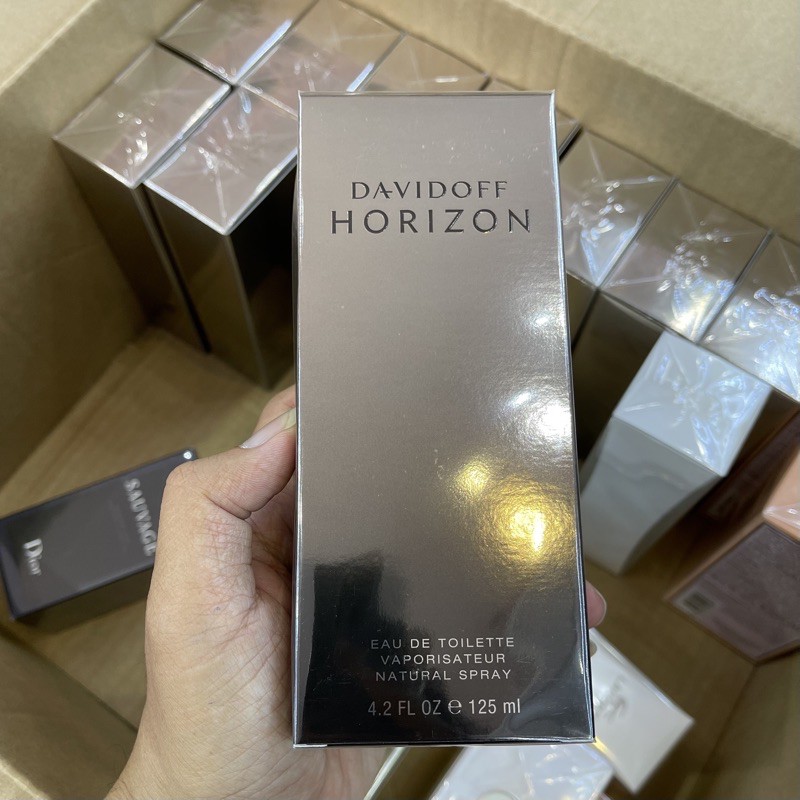 DAVIDOFF
HORIZON
EAU DE TOILETTE
VAPORISATEUR
NATURAL SPRAY
4.2 FL OZ e 125 ml
SAUVAGE
Dior